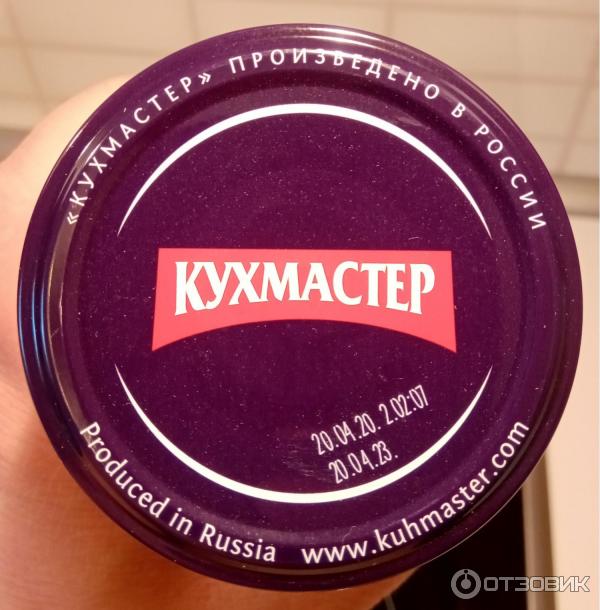 «КУХМАСТЕР» ПРОИЗВЕДЕНО В РОССИИ
КУХМАСТЕР
20.04.20. 2.02:07
20.04.23.
Produced in Russia www.kuhmaster.com
ОТЗОВИК